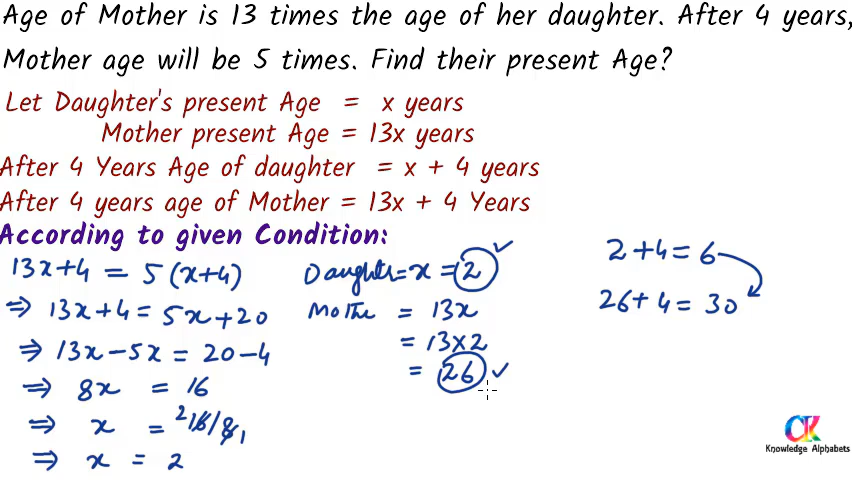 Age of Mother is 13 times the age of her daughter. After 4 years,
Mother age will be 5 times. Find their present Age?
Let Daughter's present Age = x years
Mother present Age = 13x years
After 4 Years Age of daughter = x + 4 years
After 4 years age of Mother = 13x + 4 Years
According to given Condition:
13x+4 = 5(x+4)
⇒ 13x+4 = 5x+20
⇒ 13x-5x = 20-4
⇒ 8x = 16
⇒ x = 2 16/8 1
⇒ x = 2
Daughter = x = 2 ✓
Mothe = 13x
= 13x2
= 26 ✓
2+4=6
26+4=30
CK
Knowledge Alphabets